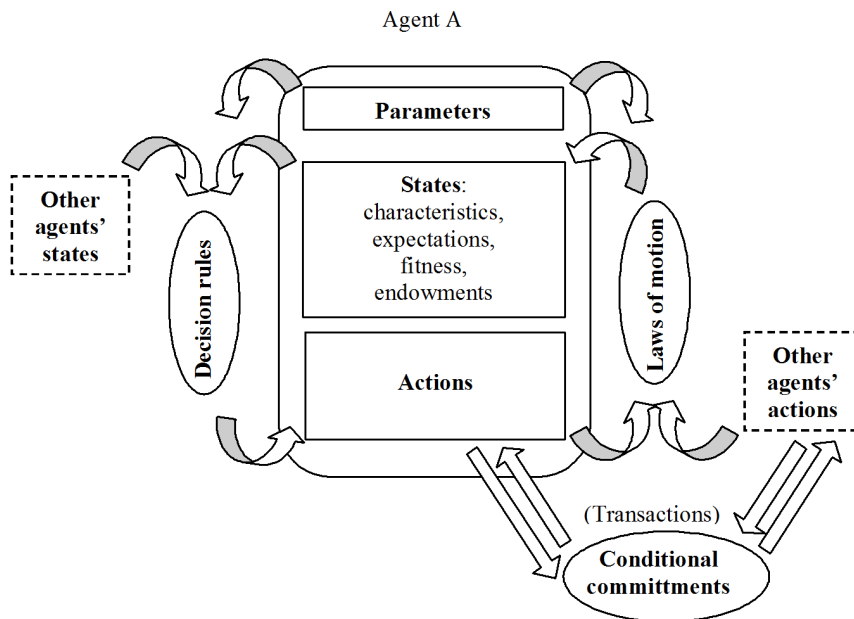 Agent A
Parameters
States:
characteristics,
expectations,
fitness,
endowments
Other
agents’
states
Decision rules
Laws of motion
Actions
Other
agents’
actions
(Transactions)
Conditional
committments